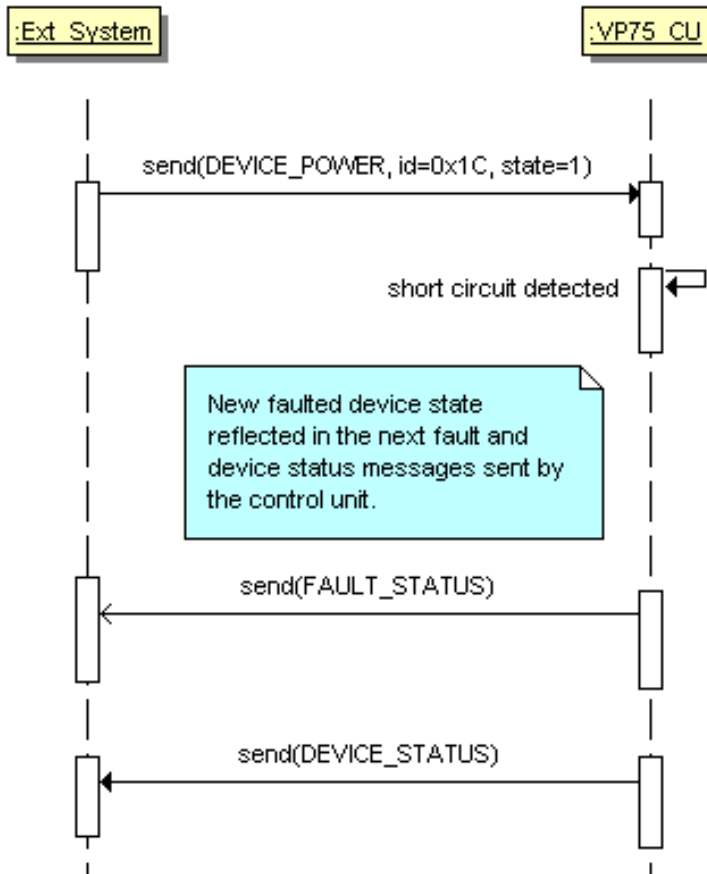 :Ext_System
:VP75_CU
send(DEVICE_POWER, id=0x1C, state=1)
short circuit detected
New faulted device state
reflected in the next fault and
device status messages sent by
the control unit.
send(FAULT_STATUS)
send(DEVICE_STATUS)